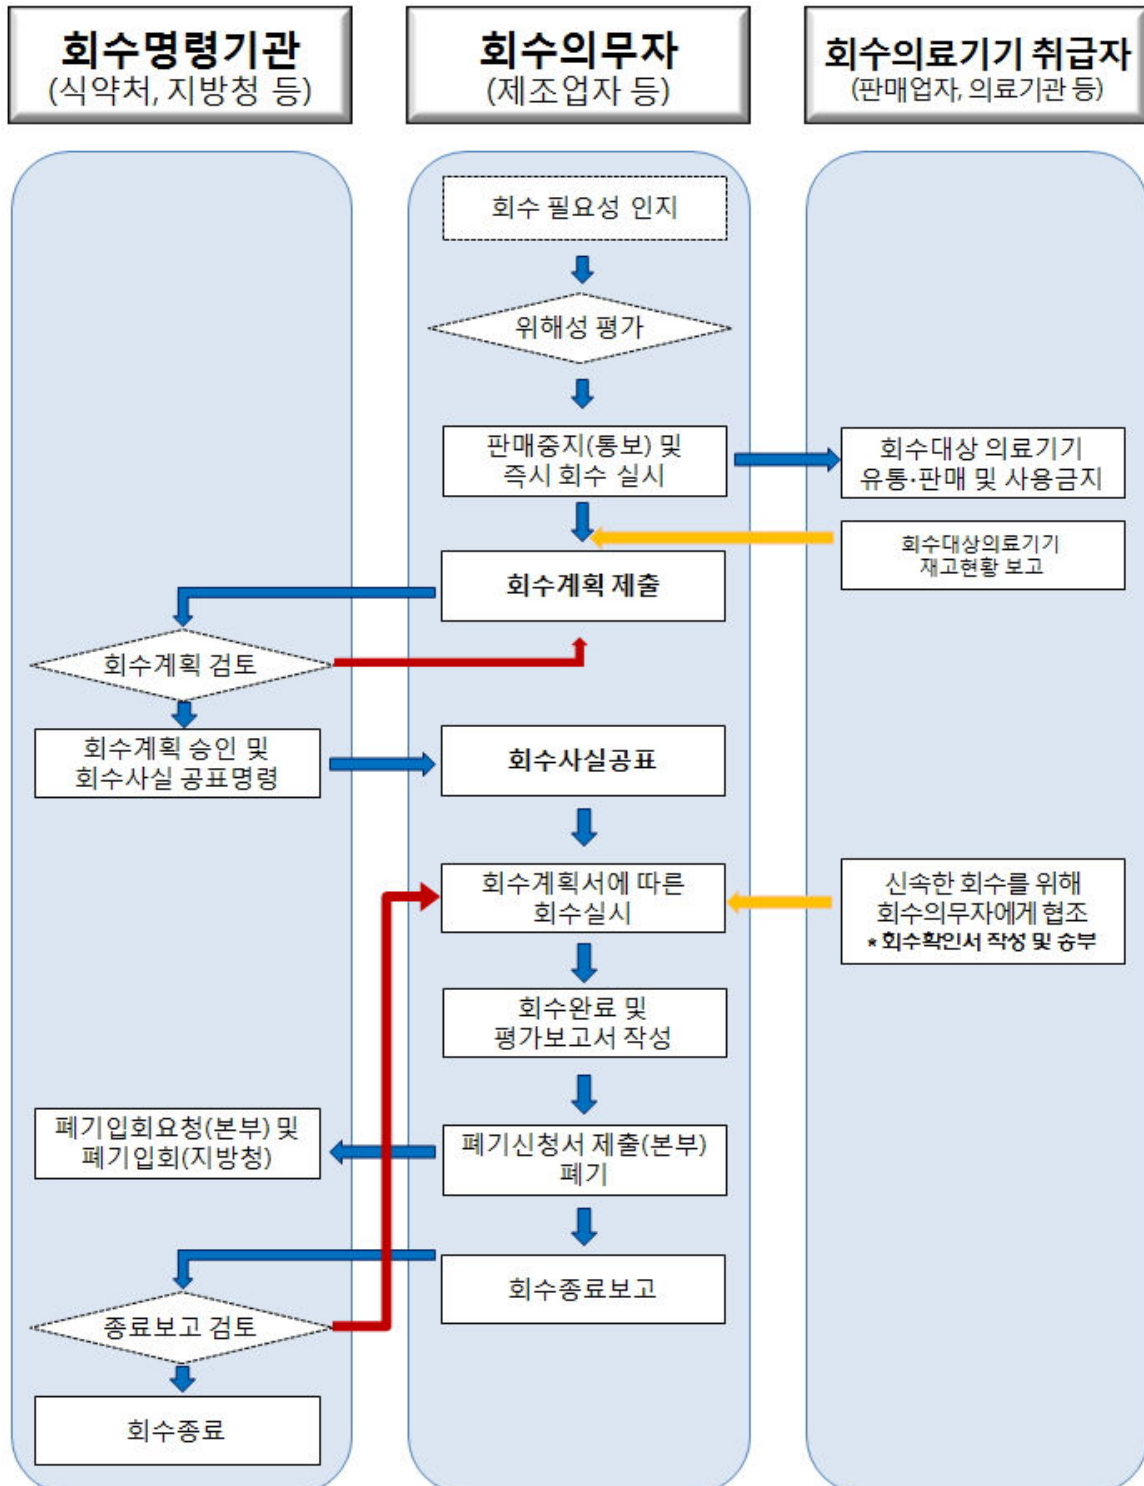 회수명령기관
(식약처, 지방청 등)
회수의무자
(제조업자 등)
회수의료기기 취급자
(판매업자, 의료기관 등)
회수 필요성 인지
위해성 평가
판매중지(통보) 및
즉시 회수 실시
회수대상 의료기기
유통·판매 및 사용금지
회수대상의료기기
재고현황 보고
회수계획 제출
회수계획 검토
회수계획 승인 및
회수사실 공표명령
회수사실공표
회수계획서에 따른
회수실시
신속한 회수를 위해
회수의무자에게 협조
* 회수확인서 작성 및 송부
회수완료 및
평가보고서 작성
폐기입회요청(본부) 및
폐기입회(지방청)
폐기신청서 제출(본부)
폐기
회수종료보고
종료보고 검토
회수종료